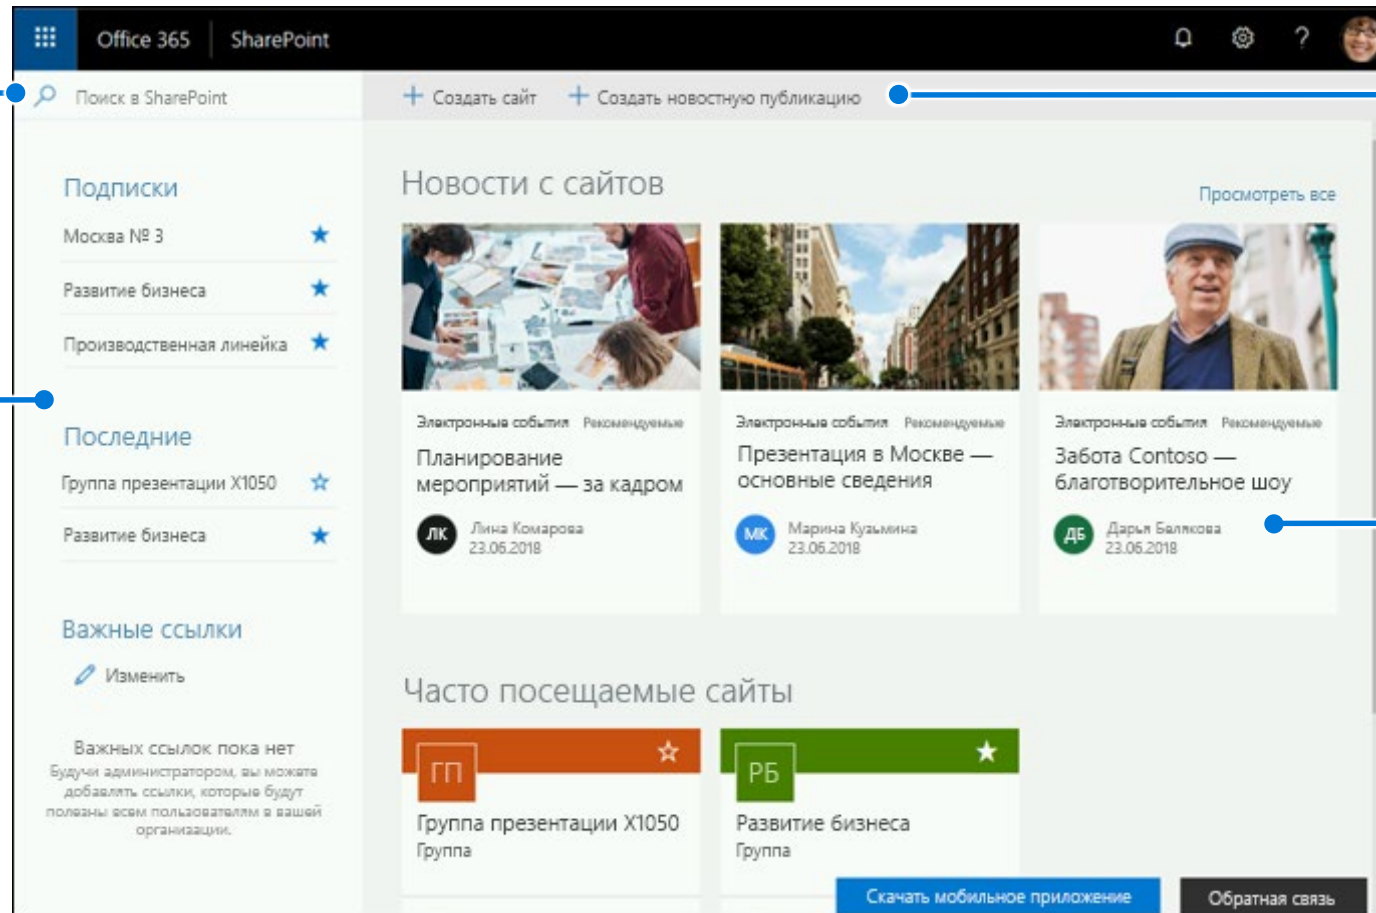 Office 365 SharePoint ?
Поиск в SharePoint
+ Создать сайт + Создать новостную публикацию
Подписки
Москва № 3
Развитие бизнеса
Производственная линейка
Последние
Группа презентации X1050
Развитие бизнеса
Важные ссылки
Изменить
Важных ссылок пока нет
Будучи администратором, вы можете
добавлять ссылки, которые будут
полезны всем пользователям в вашей
организации.
Новости с сайтов
Просмотреть все
Электронные события Рекомендуемые
Планирование
мероприятий — за кадром
ЛК Лина Комарова
23.06.2018
Электронные события Рекомендуемые
Презентация в Москве —
основные сведения
МК Марина Кузьмина
23.06.2018
Электронные события Рекомендуемые
Забота Contoso —
благотворительное шоу
ДБ Дарья Белякова
23.06.2018
Часто посещаемые сайты
ГП
Группа презентации X1050
Группа
РБ
Развитие бизнеса
Группа
Скачать мобильное приложение
Обратная связь